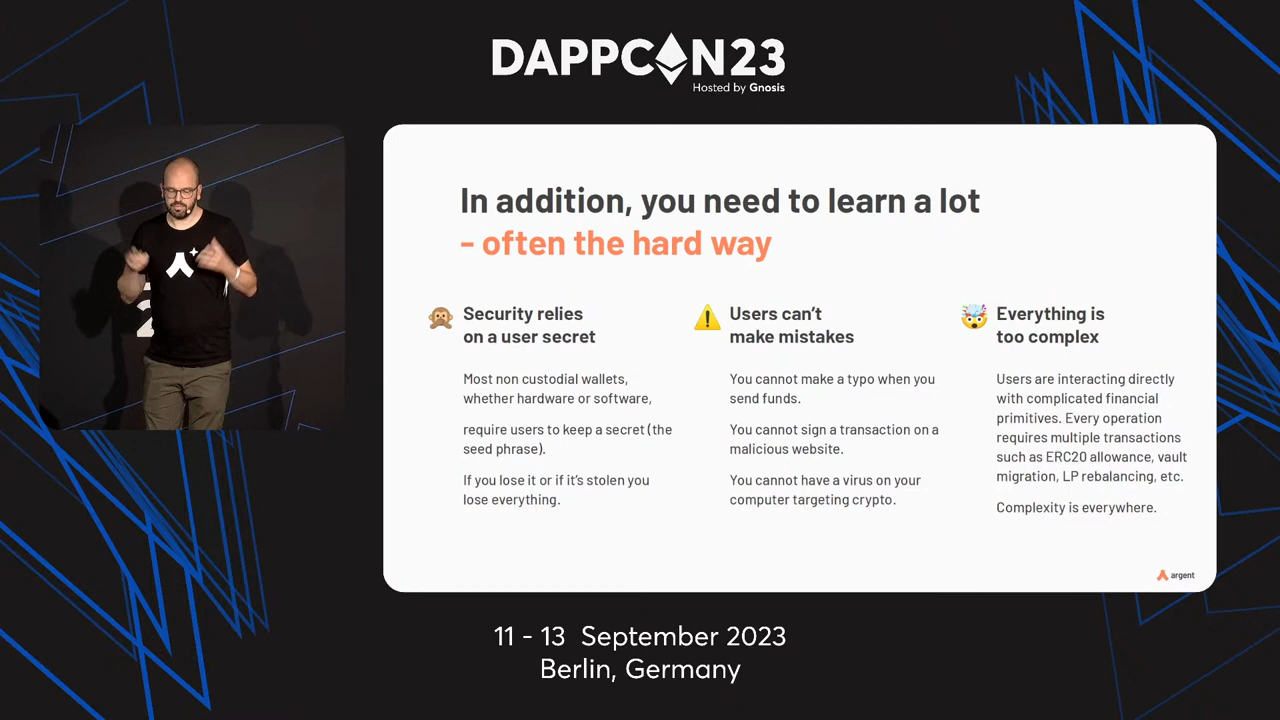 DAPPCON23
Hosted by Gnosis
In addition, you need to learn a lot
- often the hard way
Security relies
on a user secret
Most non custodial wallets,
whether hardware or software,
require users to keep a secret (the
seed phrase).
If you lose it or if it's stolen you
lose everything.
Users can't
make mistakes
You cannot make a typo when you
send funds.
You cannot sign a transaction on a
malicious website.
You cannot have a virus on your
computer targeting crypto.
Everything is
too complex
Users are interacting directly
with complicated financial
primitives. Every operation
requires multiple transactions
such as ERC20 allowance, vault
migration, LP rebalancing, etc.
Complexity is everywhere.
argent
11 - 13 September 2023
Berlin, Germany